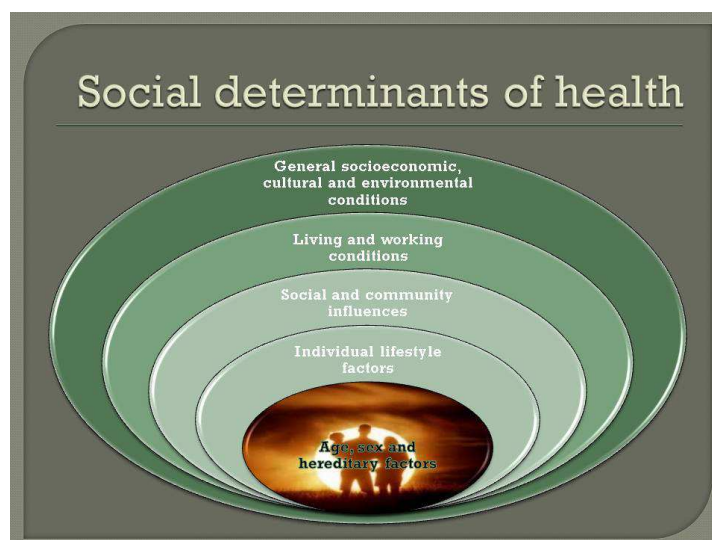 Social determinants of health
General socioeconomic,
cultural and environmental
conditions
Living and working
conditions
Social and community
influences
Individual lifestyle
factors
Age, sex and
hereditary factors